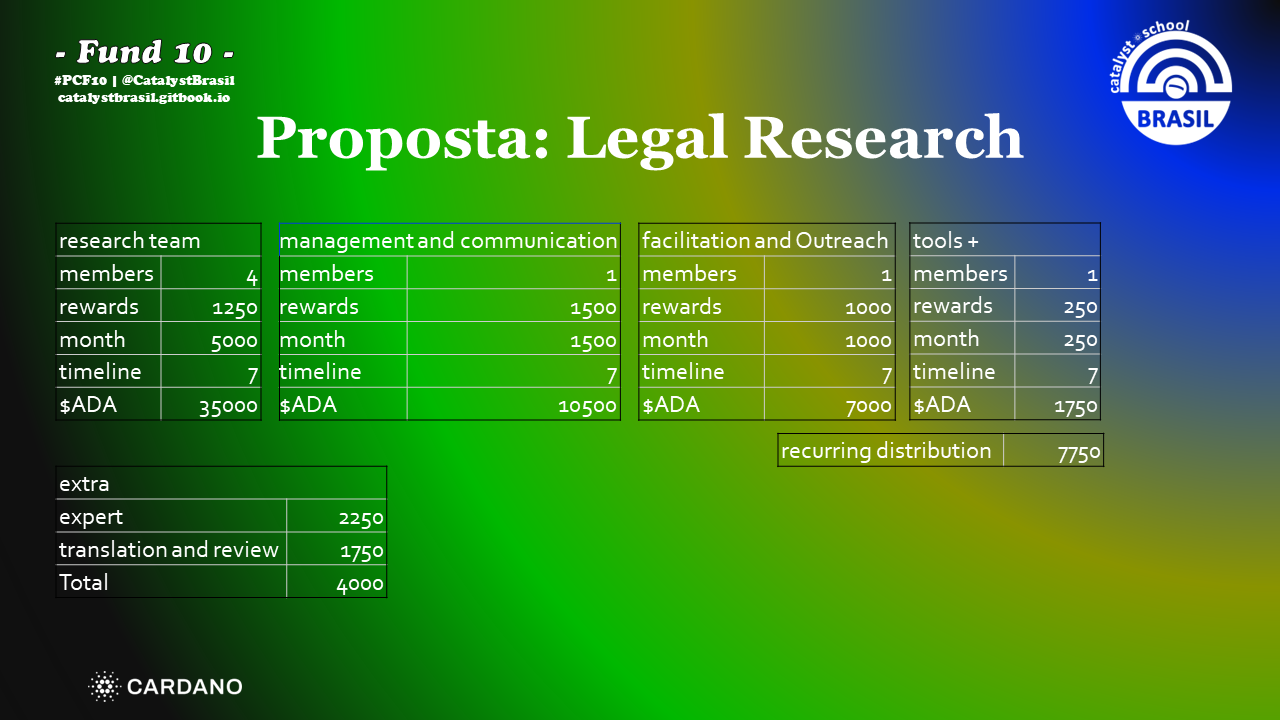 - Fund 10 -
#PCF10 | @CatalystBrasil
catalystbrasil.gitbook.io
catalyst school
BRASIL
Proposta: Legal Research
research team
members 4
rewards 1250
month 5000
timeline 7
$ADA 35000
management and communication
members 1
rewards 1500
month 1500
timeline 7
$ADA 10500
facilitation and Outreach
members 1
rewards 1000
month 1000
timeline 7
$ADA 7000
tools +
members 1
rewards 250
month 250
timeline 7
$ADA 1750
recurring distribution 7750
extra
expert 2250
translation and review 1750
Total 4000
CARDANO